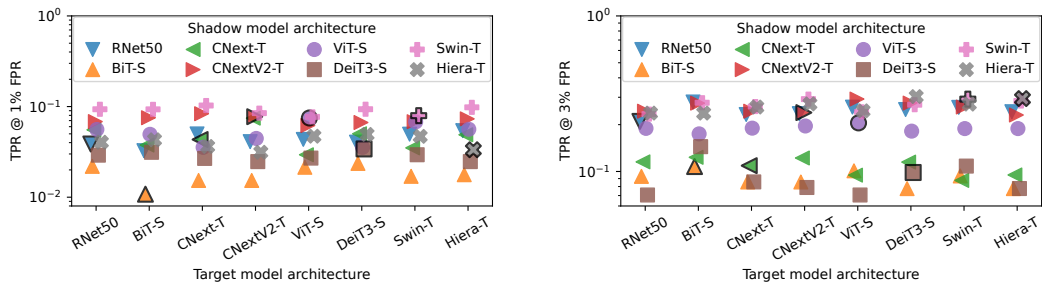 TPR @ 1% FPR
10⁰
10⁻¹
10⁻²
Shadow model architecture
RNet50 CNext-T ViT-S Swin-T
BiT-S CNextV2-T DeiT3-S Hiera-T
RNet50 BiT-S CNext-T CNextV2-T ViT-S DeiT3-S Swin-T Hiera-T
Target model architecture
TPR @ 3% FPR
10⁰
10⁻¹
Shadow model architecture
RNet50 CNext-T ViT-S Swin-T
BiT-S CNextV2-T DeiT3-S Hiera-T
RNet50 BiT-S CNext-T CNextV2-T ViT-S DeiT3-S Swin-T Hiera-T
Target model architecture